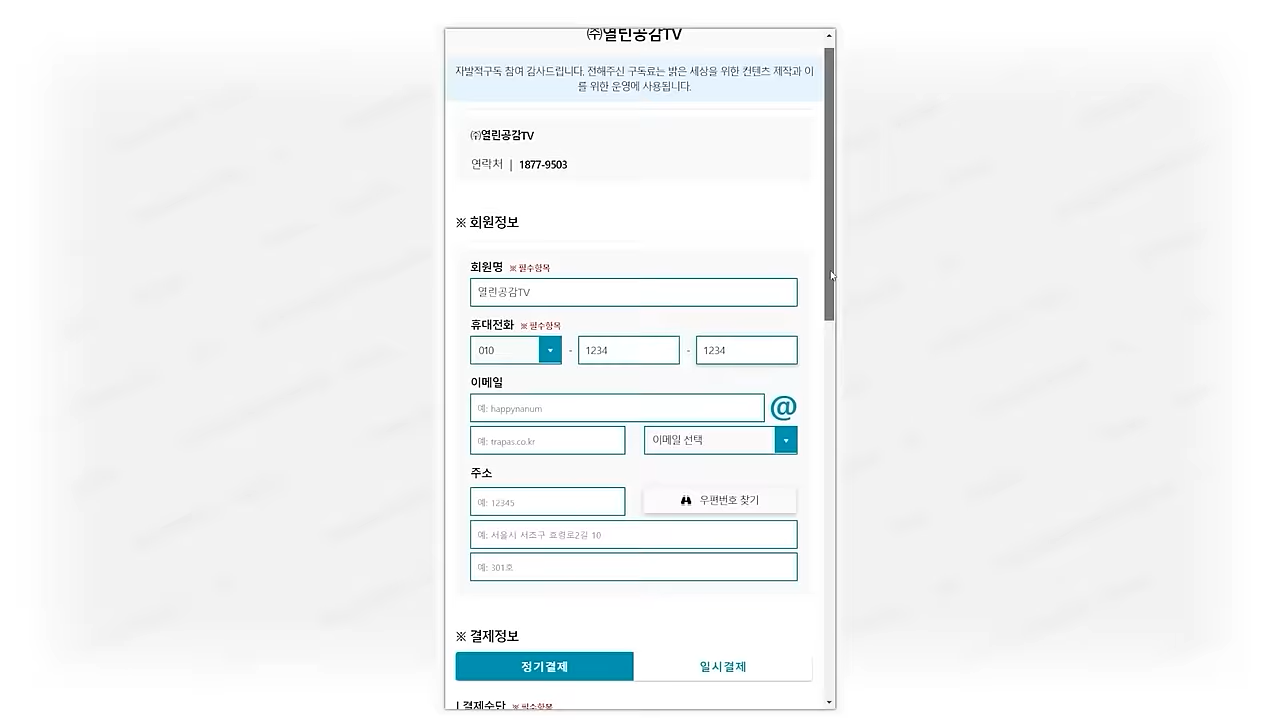 ㈜열린공감TV
자발적구독 참여 감사드립니다. 전해주신 구독료는 밝은 세상을 위한 컨텐츠 제작과 이
를 위한 운영에 사용됩니다.
㈜열린공감TV
연락처 | 1877-9503
※ 회원정보
회원명 ※ 필수항목
열린공감TV
휴대전화 ※ 필수항목
010 - 1234 - 1234
이메일
예: happynanum @
예: trapas.co.kr 이메일 선택
주소
예: 12345 우편번호 찾기
예: 서울시 서초구 효령로2길 10
예: 301호
※ 결제정보
정기결제 일시결제
| 결제수단 ※ 필수항목